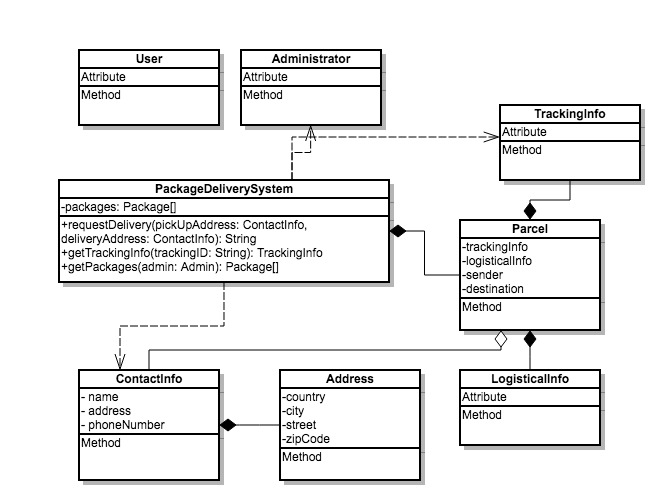 User
Attribute
Method
Administrator
Attribute
Method
TrackingInfo
Attribute
Method
PackageDeliverySystem
-packages: Package[]
+requestDelivery(pickUpAddress: ContactInfo,
deliveryAddress: ContactInfo): String
+getTrackingInfo(trackingID: String): TrackingInfo
+getPackages(admin: Admin): Package[]
Parcel
-trackingInfo
-logisticalInfo
-sender
-destination
Method
ContactInfo
- name
- address
- phoneNumber
Method
Address
-country
-city
-street
-zipCode
Method
LogisticalInfo
Attribute
Method